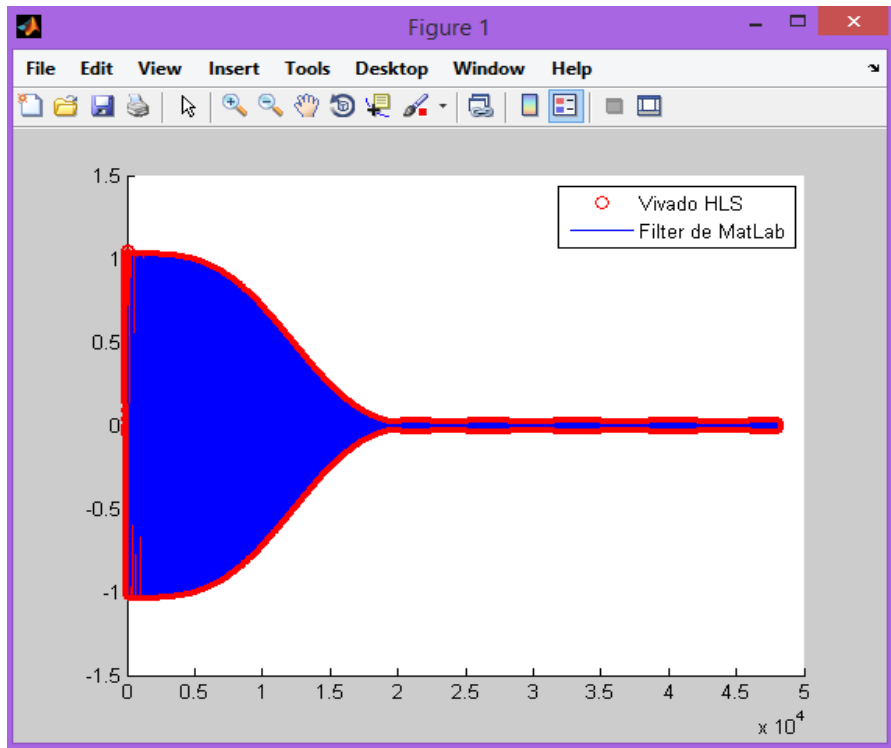 Figure 1
File Edit View Insert Tools Desktop Window Help
1.5
1
0.5
0
-0.5
-1
-1.5
Vivado HLS
Filter de MatLab
0 0.5 1 1.5 2 2.5 3 3.5 4 4.5 5
x 10^4